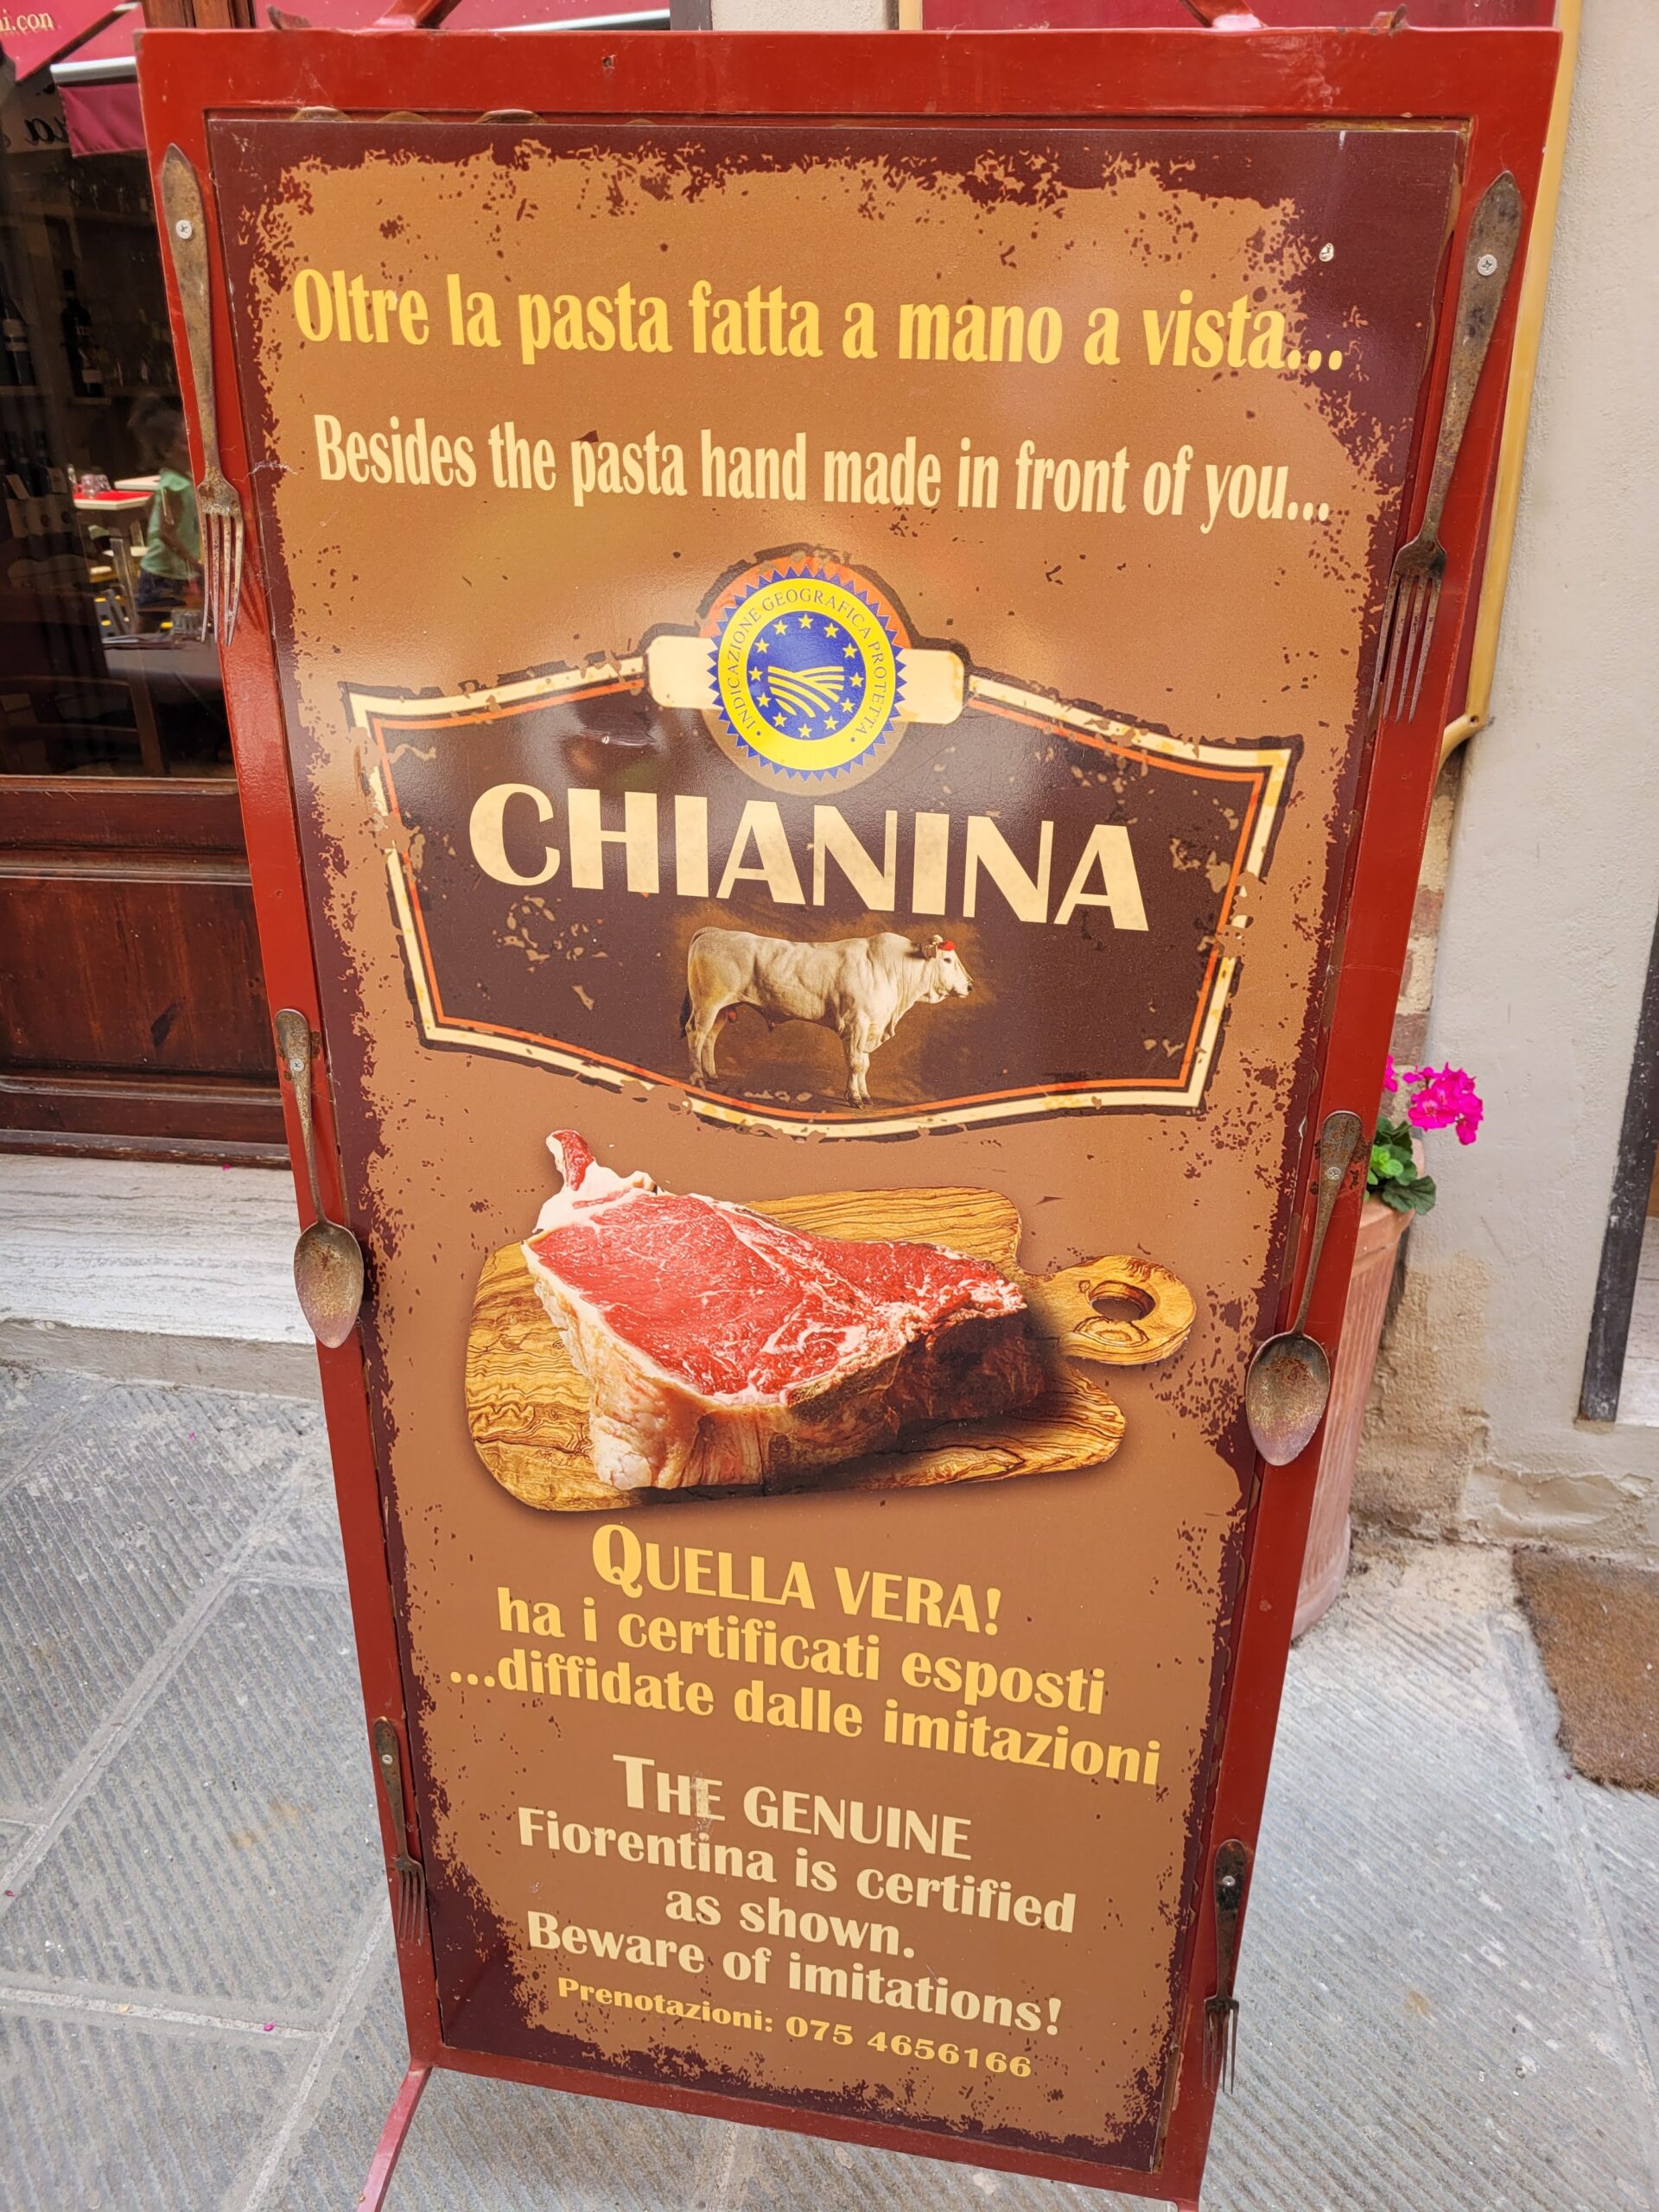 ni.con
Oltre la pasta fatta a mano a vista...
Besides the pasta hand made in front of you...
INDICAZIONE GEOGRAFICA PROTETTA
CHIANINA
QUELLA VERA!
ha i certificati esposti
...diffidate dalle imitazioni
THE GENUINE
Fiorentina is certified
as shown.
Beware of imitations!
Prenotazioni: 075 4656166